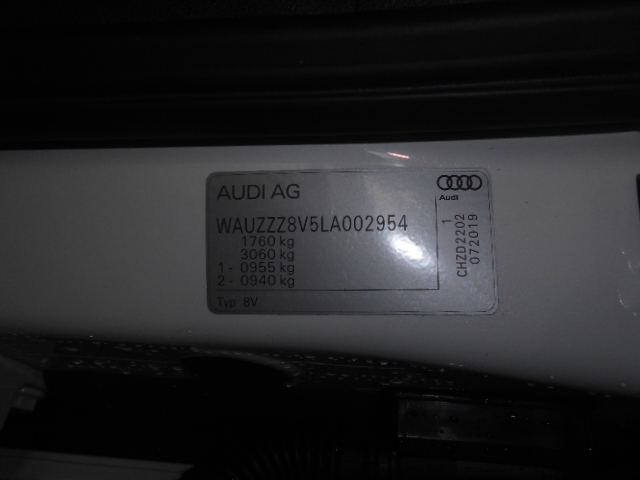 AUDI AG
WAUZZZ8V5LA002954
1760 kg
3060 kg
1 - 0955 kg
2 - 0940 kg
Typ 8V
Audi
1
CHZD2202
072019